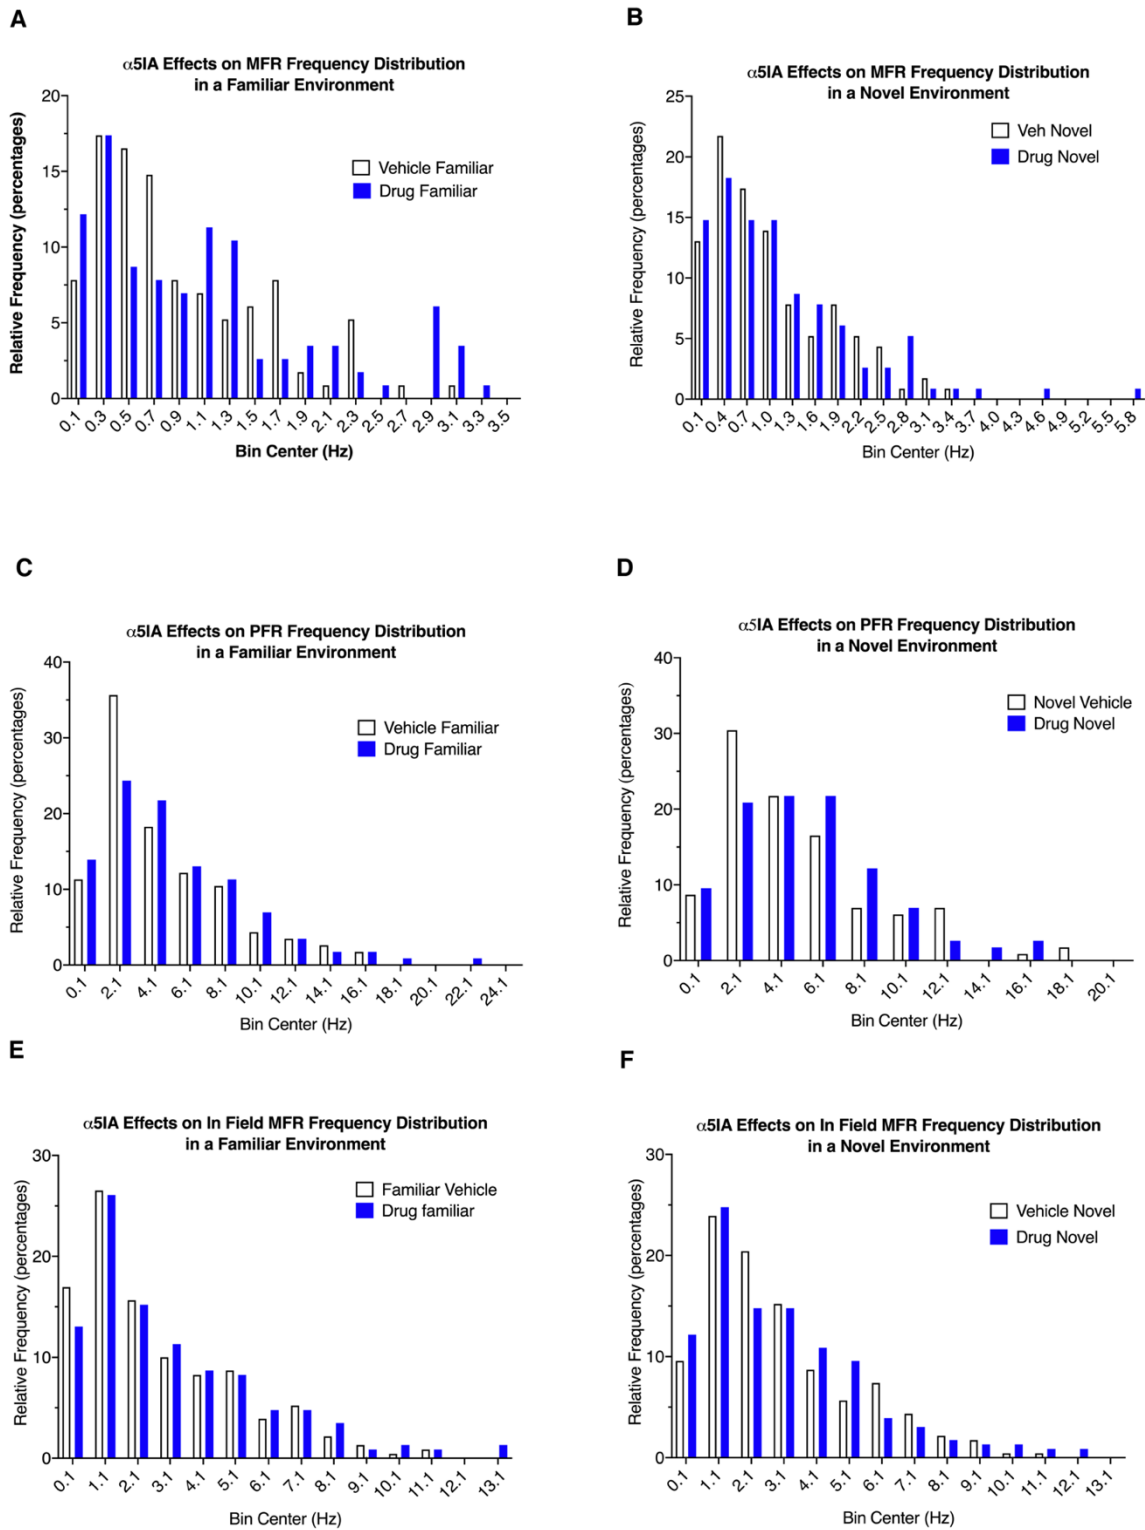 A
α5IA Effects on MFR Frequency Distribution
in a Familiar Environment
Relative Frequency (percentages)
20
15
10
5
0
Vehicle Familiar
Drug Familiar
0.1 0.3 0.5 0.7 0.9 1.1 1.3 1.5 1.7 1.9 2.1 2.3 2.5 2.7 2.9 3.1 3.3 3.5
Bin Center (Hz)
B
α5IA Effects on MFR Frequency Distribution
in a Novel Environment
Relative Frequency (percentages)
25
20
15
10
5
0
Veh Novel
Drug Novel
0.1 0.4 0.7 1.0 1.3 1.6 1.9 2.2 2.5 2.8 3.1 3.4 3.7 4.0 4.3 4.6 4.9 5.2 5.5 5.8
Bin Center (Hz)
C
α5IA Effects on PFR Frequency Distribution
in a Familiar Environment
Relative Frequency (percentages)
40
30
20
10
0
Vehicle Familiar
Drug Familiar
0.1 2.1 4.1 6.1 8.1 10.1 12.1 14.1 16.1 18.1 20.1 22.1 24.1
Bin Center (Hz)
D
α5IA Effects on PFR Frequency Distribution
in a Novel Environment
Relative Frequency (percentages)
40
30
20
10
0
Novel Vehicle
Drug Novel
0.1 2.1 4.1 6.1 8.1 10.1 12.1 14.1 16.1 18.1 20.1
Bin Center (Hz)
E
α5IA Effects on In Field MFR Frequency Distribution
in a Familiar Environment
Relative Frequency (percentages)
30
20
10
0
Familiar Vehicle
Drug familiar
0.1 1.1 2.1 3.1 4.1 5.1 6.1 7.1 8.1 9.1 10.1 11.1 12.1 13.1
Bin Center (Hz)
F
α5IA Effects on In Field MFR Frequency Distribution
in a Novel Environment
Relative Frequency (percentages)
30
20
10
0
Vehicle Novel
Drug Novel
0.1 1.1 2.1 3.1 4.1 5.1 6.1 7.1 8.1 9.1 10.1 11.1 12.1 13.1
Bin Center (Hz)